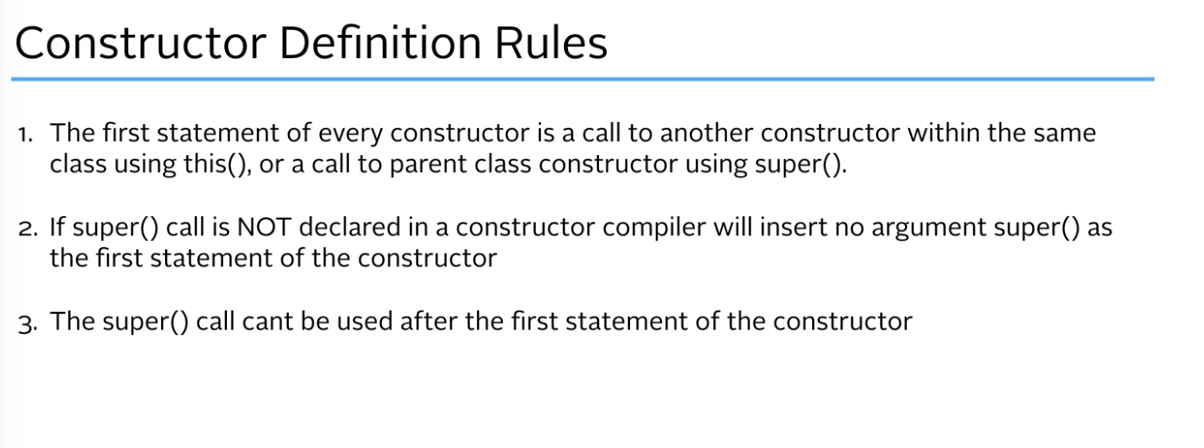 Constructor Definition Rules
1. The first statement of every constructor is a call to another constructor within the same
class using this(), or a call to parent class constructor using super().
2. If super() call is NOT declared in a constructor compiler will insert no argument super() as
the first statement of the constructor
3. The super() call cant be used after the first statement of the constructor